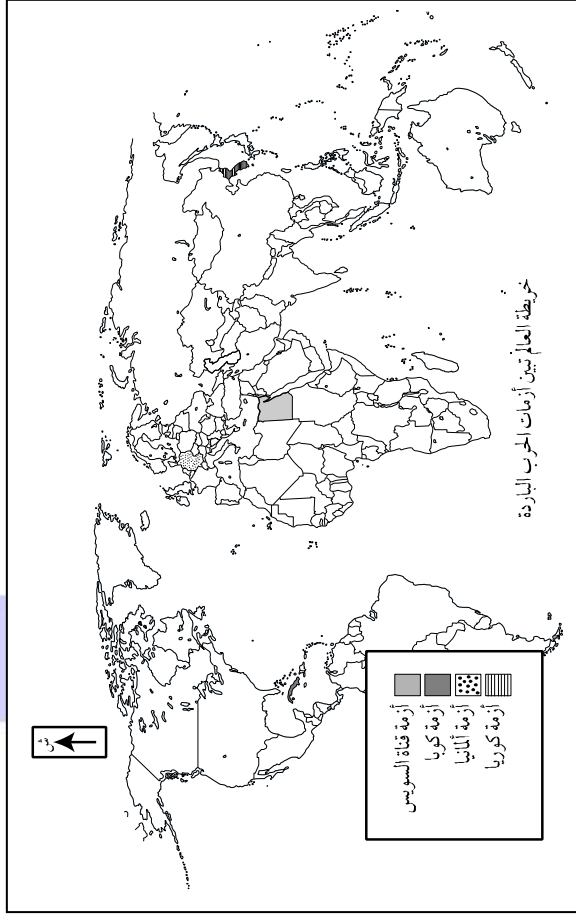 خريطة العالم تبين أزمات الحرب الباردة
ش
أزمة قناة السويس
أزمة كوبا
أزمة ألمانيا
أزمة كوريا